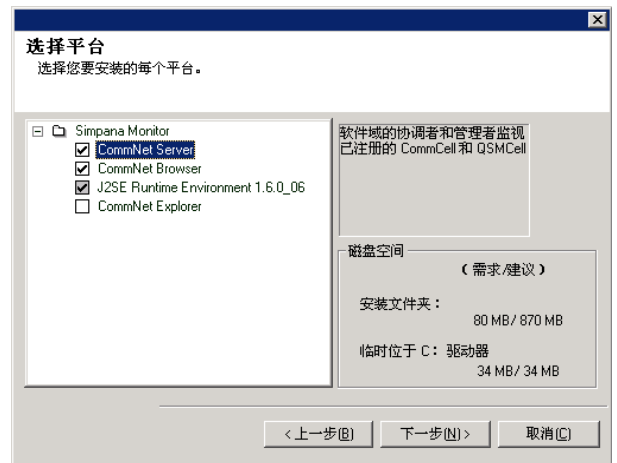 选择平台
选择您要安装的每个平台。
Simpana Monitor
CommNet Server
CommNet Browser
J2SE Runtime Environment 1.6.0_06
CommNet Explorer
软件域的协调者和管理者监视
已注册的 CommCell 和 QSMCell
磁盘空间
(需求/建议)
安装文件夹：
80 MB/ 870 MB
临时位于 C： 驱动器
34 MB/ 34 MB
<上一步(B)
下一步(N)>
取消(C)